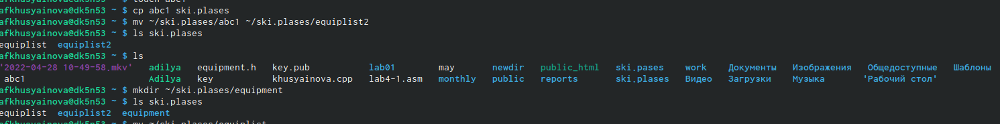 afkhusyainova@dk5n53 ~ $ touch abc1
afkhusyainova@dk5n53 ~ $ cp abc1 ski.plases
afkhusyainova@dk5n53 ~ $ mv ~/ski.plases/abc1 ~/ski.plases/equiplist2
afkhusyainova@dk5n53 ~ $ ls ski.plases
equiplist equiplist2
afkhusyainova@dk5n53 ~ $ ls
'2022-04-28 10-49-58.mkv' adilya equipment.h key.pub lab01 may newdir public_html ski.pases work Документы Изображения Общедоступные Шаблоны
abc1 Adilya key khusyainova.cpp lab4-1.asm monthly public reports ski.plases Видео Загрузки Музыка 'Рабочий стол'
afkhusyainova@dk5n53 ~ $ mkdir ~/ski.plases/equipment
afkhusyainova@dk5n53 ~ $ ls ski.plases
equiplist equiplist2 equipment
afkhusyainova@dk5n53 ~ $ mv ~/ski.plases/equiplist